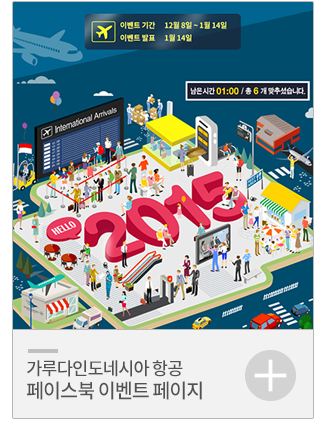 이벤트 기간 12월 8일 ~ 1월 14일
이벤트 발표 1월 14일
남은시간 01:00 / 총 6 개 맞추셨습니다.
International Arrivals
HELLO
2015
가루다인도네시아 항공
페이스북 이벤트 페이지